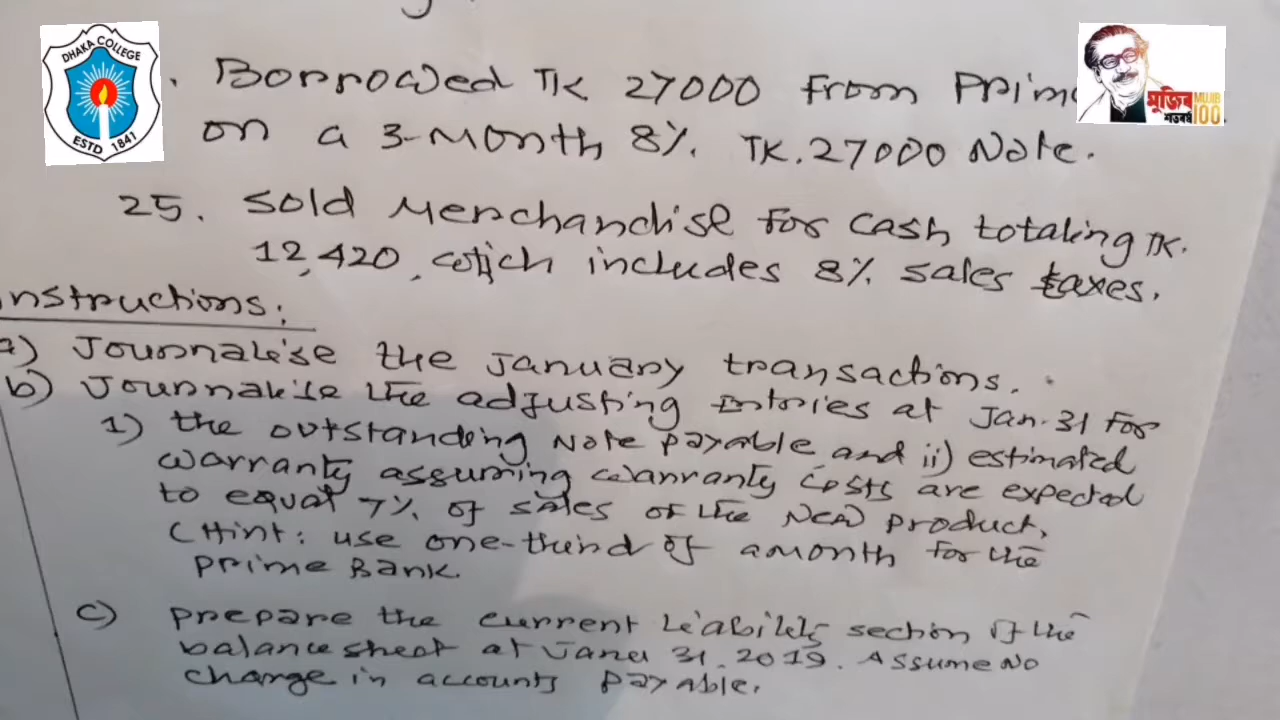 DHAKA COLLEGE
ESTD 1841
মুজিব
শতবর্ষ
MUJIB
100
. Borrowed TK 27000 from Prim
on a 3-Month 8%. TK.27000 Note.
25. Sold Merchandise for cash totaling TK.
12,420, which includes 8% sales taxes.
nstructions:
a) Journalise the January transactions.
b) Journalise the adjusting Entries at Jan-31 for
1) the outstanding Note payable and ii) estimated
warranty assuming warranty costs are expected
to equal 7% of sales of the New product,
(Hint: use one-third of a month for the
Prime Bank.
c) prepare the current Liability section of the
balance sheet at Janu 31, 2019. Assume No
change in accounts payable.